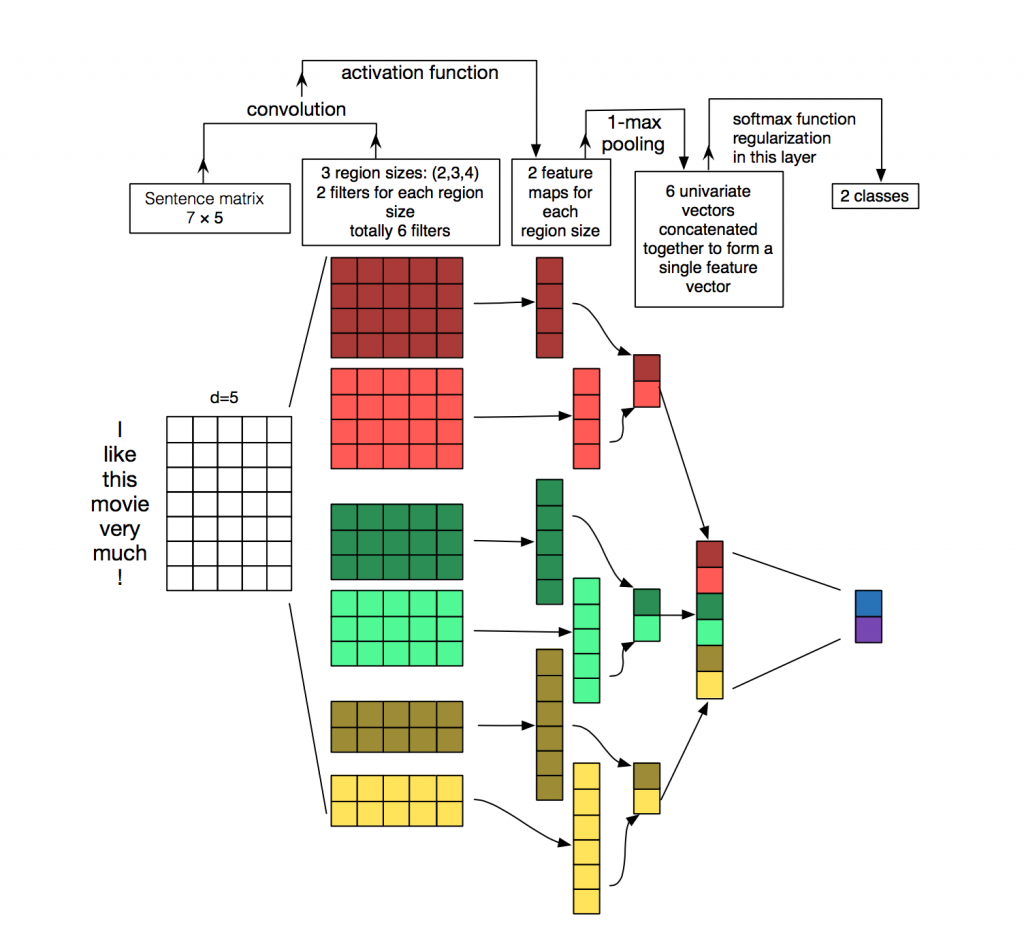 activation function
convolution
1-max
pooling
softmax function
regularization
in this layer
Sentence matrix
7 × 5
3 region sizes: (2,3,4)
2 filters for each region
size
totally 6 filters
2 feature
maps for
each
region size
6 univariate
vectors
concatenated
together to form a
single feature
vector
2 classes
d=5
I
like
this
movie
very
much
!